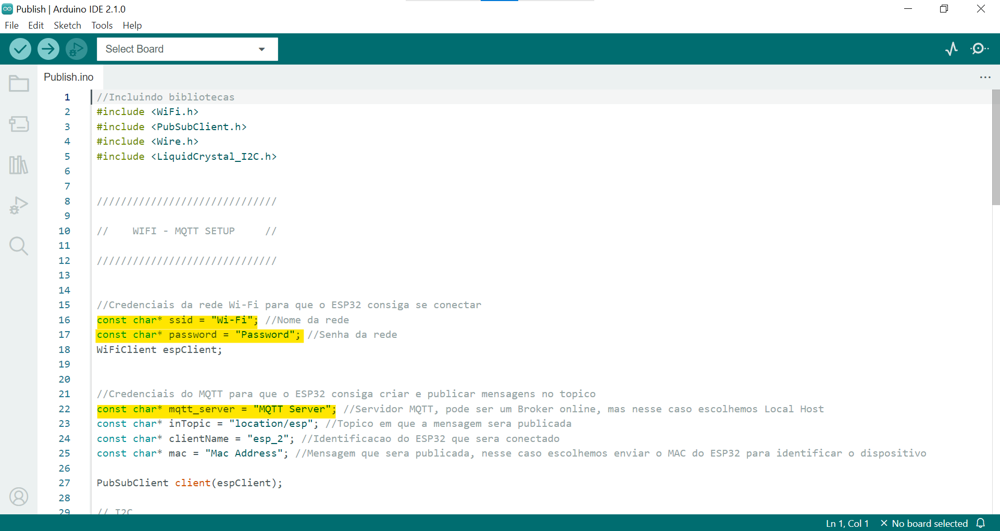 Publish | Arduino IDE 2.1.0
File Edit Sketch Tools Help
Select Board
Publish.ino
1 //Incluindo bibliotecas
2 #include <WiFi.h>
3 #include <PubSubClient.h>
4 #include <Wire.h>
5 #include <LiquidCrystal_I2C.h>
6
7
8 //////////////////////////////
9
10 //    WIFI - MQTT SETUP     //
11
12 //////////////////////////////
13
14
15 //Credenciais da rede Wi-Fi para que o ESP32 consiga se conectar
16 const char* ssid = "Wi-Fi"; //Nome da rede
17 const char* password = "Password"; //Senha da rede
18 WiFiClient espClient;
19
20
21 //Credenciais do MQTT para que o ESP32 consiga criar e publicar mensagens no topico
22 const char* mqtt_server = "MQTT Server"; //Servidor MQTT, pode ser um Broker online, mas nesse caso escolhemos Local Host
23 const char* inTopic = "location/esp"; //Topico em que a mensagem sera publicada
24 const char* clientName = "esp_2"; //Identificacao do ESP32 que sera conectado
25 const char* mac = "Mac Address"; //Mensagem que sera publicada, nesse caso escolhemos enviar o MAC do ESP32 para identificar o dispositivo
26
27 PubSubClient client(espClient);
28
29 // I2C
Ln 1, Col 1 No board selected